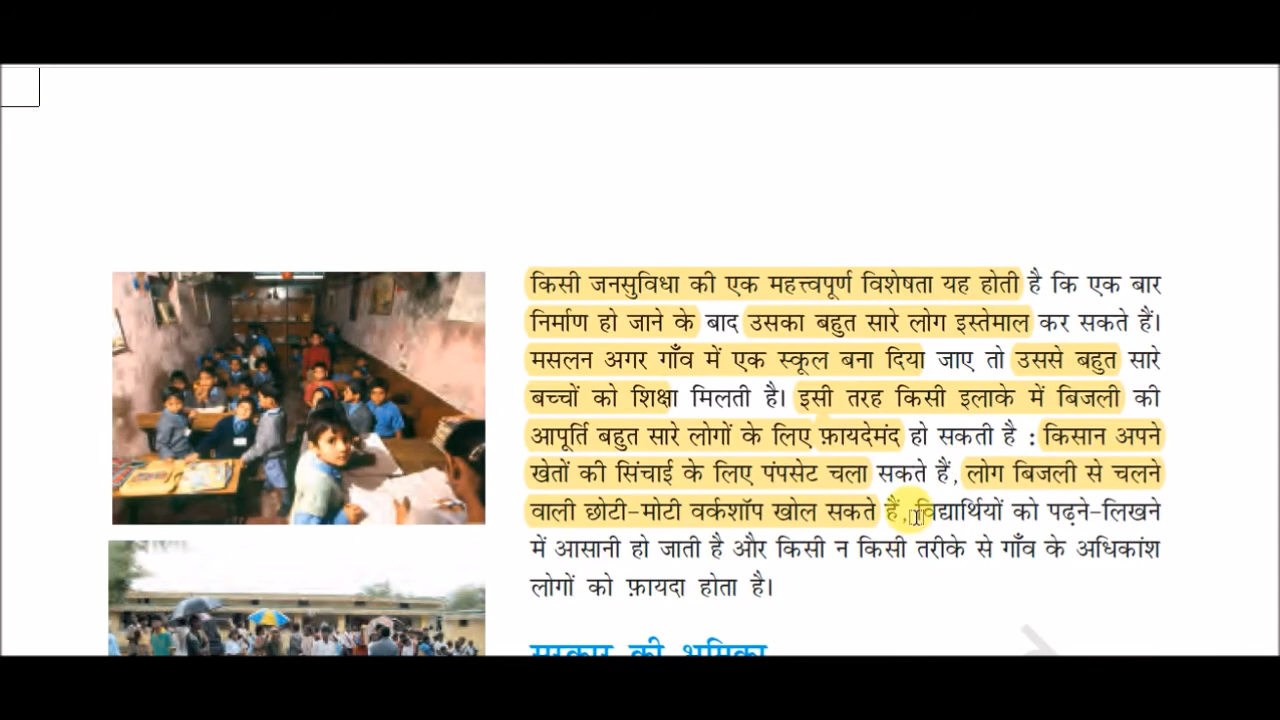 किसी जनसुविधा की एक महत्त्वपूर्ण विशेषता यह होती है कि एक बार
निर्माण हो जाने के बाद उसका बहुत सारे लोग इस्तेमाल कर सकते हैं।
मसलन अगर गाँव में एक स्कूल बना दिया जाए तो उससे बहुत सारे
बच्चों को शिक्षा मिलती है। इसी तरह किसी इलाके में बिजली की
आपूर्ति बहुत सारे लोगों के लिए फ़ायदेमंद हो सकती है : किसान अपने
खेतों की सिंचाई के लिए पंपसेट चला सकते हैं, लोग बिजली से चलने
वाली छोटी-मोटी वर्कशॉप खोल सकते हैं, विद्यार्थियों को पढ़ने-लिखने
में आसानी हो जाती है और किसी न किसी तरीके से गाँव के अधिकांश
लोगों को फ़ायदा होता है।
सरकार की भूमिका